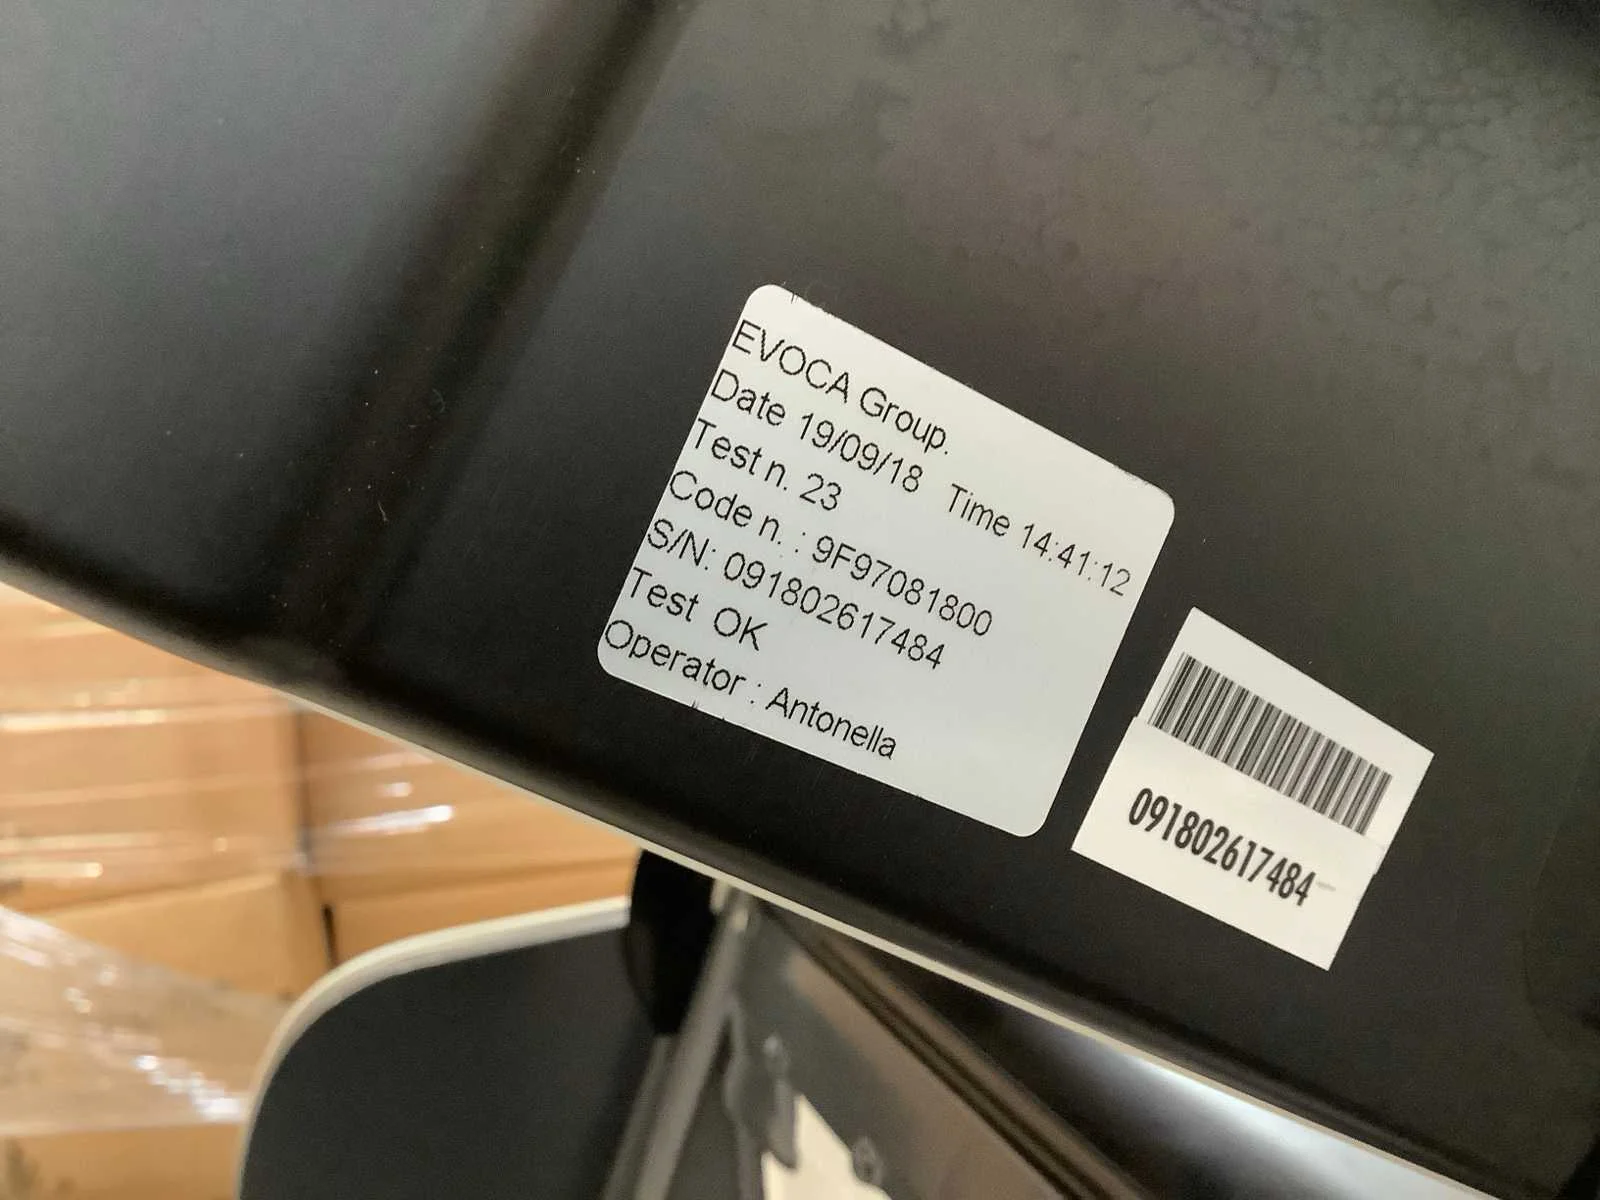 EVOCA Group.
Date 19/09/18 Time 14:41:12
Test n. 23
Code n. : 9F97081800
S/N: 091802617484
Test OK
Operator : Antonella
091802617484